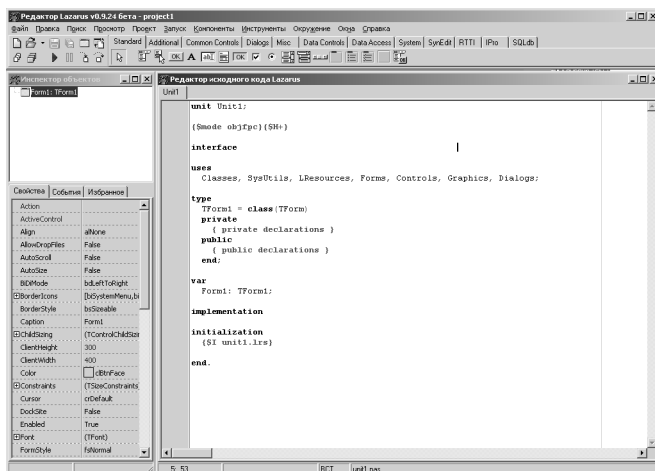 Редактор Lazarus v0.9.24 бета - project1
Файл Правка Поиск Просмотр Проект Запуск Компоненты Инструменты Окружение Окна Справка
Standard Additional Common Controls Dialogs Misc Data Controls Data Access System SynEdit RTTI IPro SQLdb
Инспектор объектов
Form1: TForm1
Свойства События Избранное
Action
ActiveControl
Align alNone
AllowDropFiles False
AutoScroll False
AutoSize False
BiDiMode bdLeftToRight
BorderIcons [biSystemMenu,bi
BorderStyle bsSizeable
Caption Form1
ChildSizing (TControlChildSizi
ClientHeight 300
ClientWidth 400
Color clBtnFace
Constraints (TSizeConstraints
Cursor crDefault
DockSite False
Enabled True
Font (TFont)
FormStyle fsNormal
Редактор исходного кода Lazarus
Unit1
unit Unit1;
{$mode objfpc}{$H+}
interface
uses
Classes, SysUtils, LResources, Forms, Controls, Graphics, Dialogs;
type
TForm1 = class(TForm)
private
{ private declarations }
public
{ public declarations }
end;
var
Form1: TForm1;
implementation
initialization
{$I unit1.lrs}
end.
5: 53 ВСТ unit1.pas